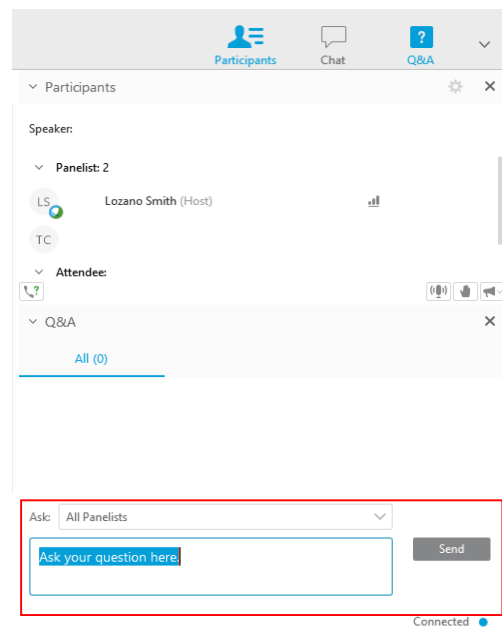 Participants Chat Q&A
Participants
Speaker:
Panelist: 2
LS Lozano Smith (Host)
TC
Attendee:
Q&A
All (0)
Ask: All Panelists
Ask your question here.
Send
Connected